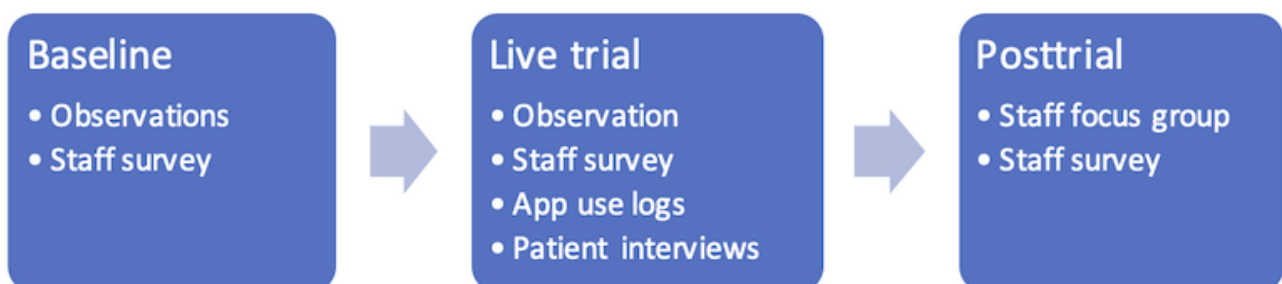 Baseline
• Observations
• Staff survey
Live trial
• Observation
• Staff survey
• App use logs
• Patient interviews
Posttrial
• Staff focus group
• Staff survey